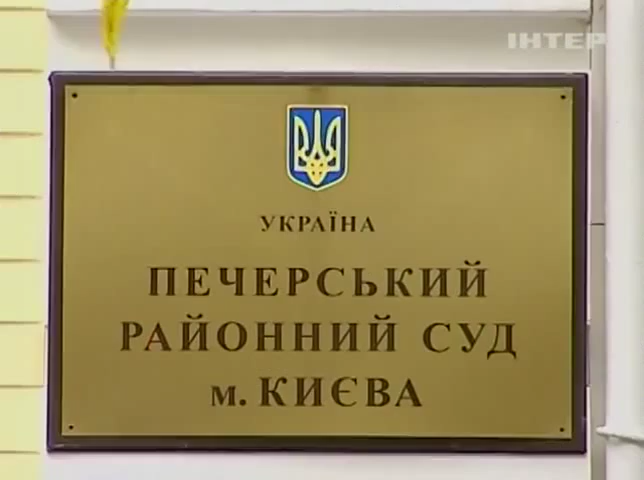 ІНТЕР
УКРАЇНА
ПЕЧЕРСЬКИЙ
РАЙОННИЙ СУД
м. КИЄВА